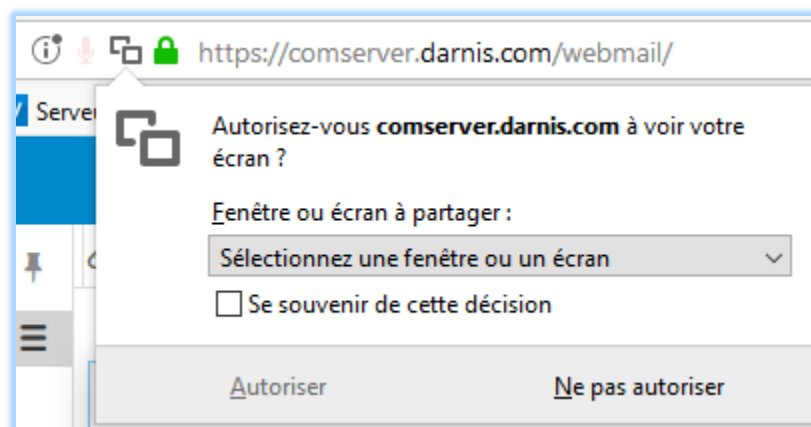 https://comserver.darnis.com/webmail/
Autorisez-vous comserver.darnis.com à voir votre
écran ?
Fenêtre ou écran à partager :
Sélectionnez une fenêtre ou un écran
Se souvenir de cette décision
Autoriser
Ne pas autoriser